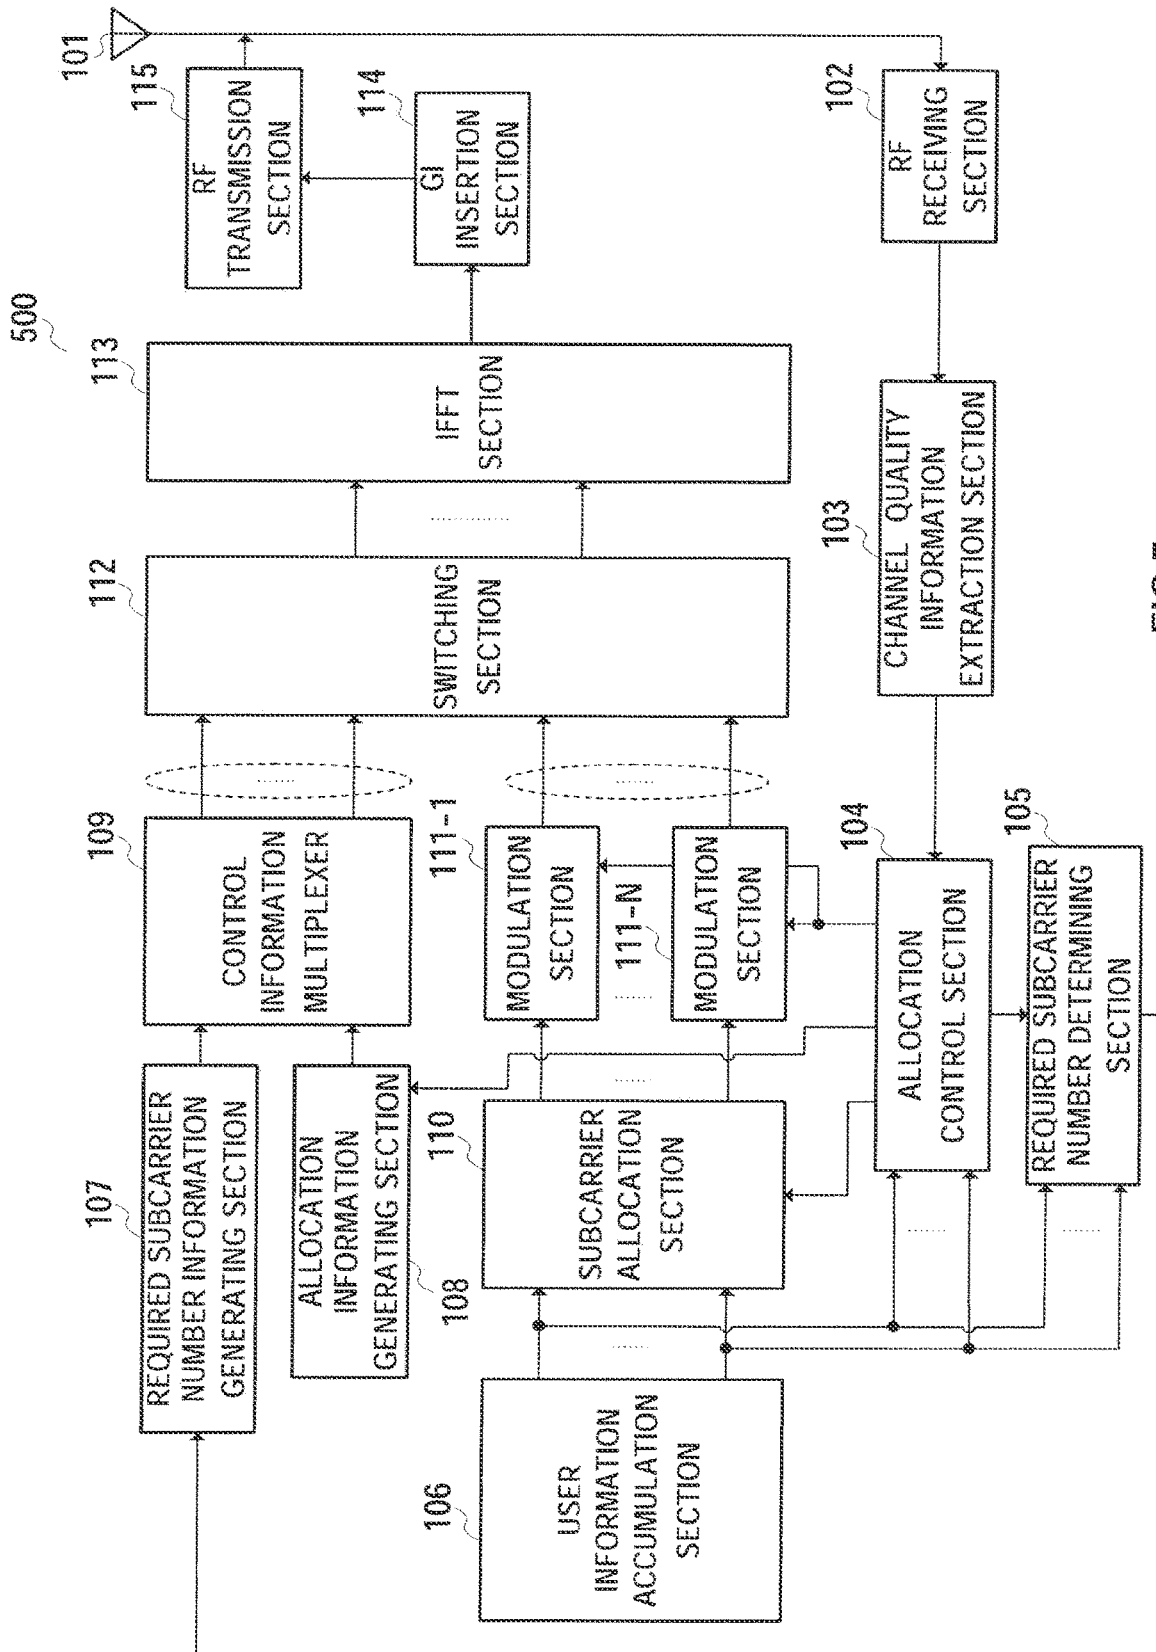 500
101
115
RF
TRANSMISSION
SECTION
114
GI
INSERTION
SECTION
113
IFFT
SECTION
112
SWITCHING
SECTION
109
CONTROL
INFORMATION
MULTIPLEXER
107
REQUIRED SUBCARRIER
NUMBER INFORMATION
GENERATING SECTION
ALLOCATION
INFORMATION
GENERATING SECTION
108
111-1
MODULATION
SECTION
111-N
MODULATION
SECTION
110
SUBCARRIER
ALLOCATION
SECTION
106
USER
INFORMATION
ACCUMULATION
SECTION
102
RF
RECEIVING
SECTION
103
CHANNEL QUALITY
INFORMATION
EXTRACTION SECTION
104
ALLOCATION
CONTROL SECTION
105
REQUIRED SUBCARRIER
NUMBER DETERMINING
SECTION